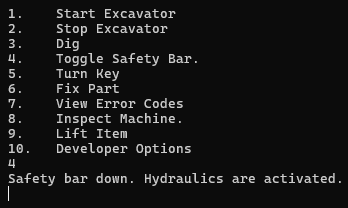 1. Start Excavator
2. Stop Excavator
3. Dig
4. Toggle Safety Bar.
5. Turn Key
6. Fix Part
7. View Error Codes
8. Inspect Machine.
9. Lift Item
10. Developer Options
4
Safety bar down. Hydraulics are activated.